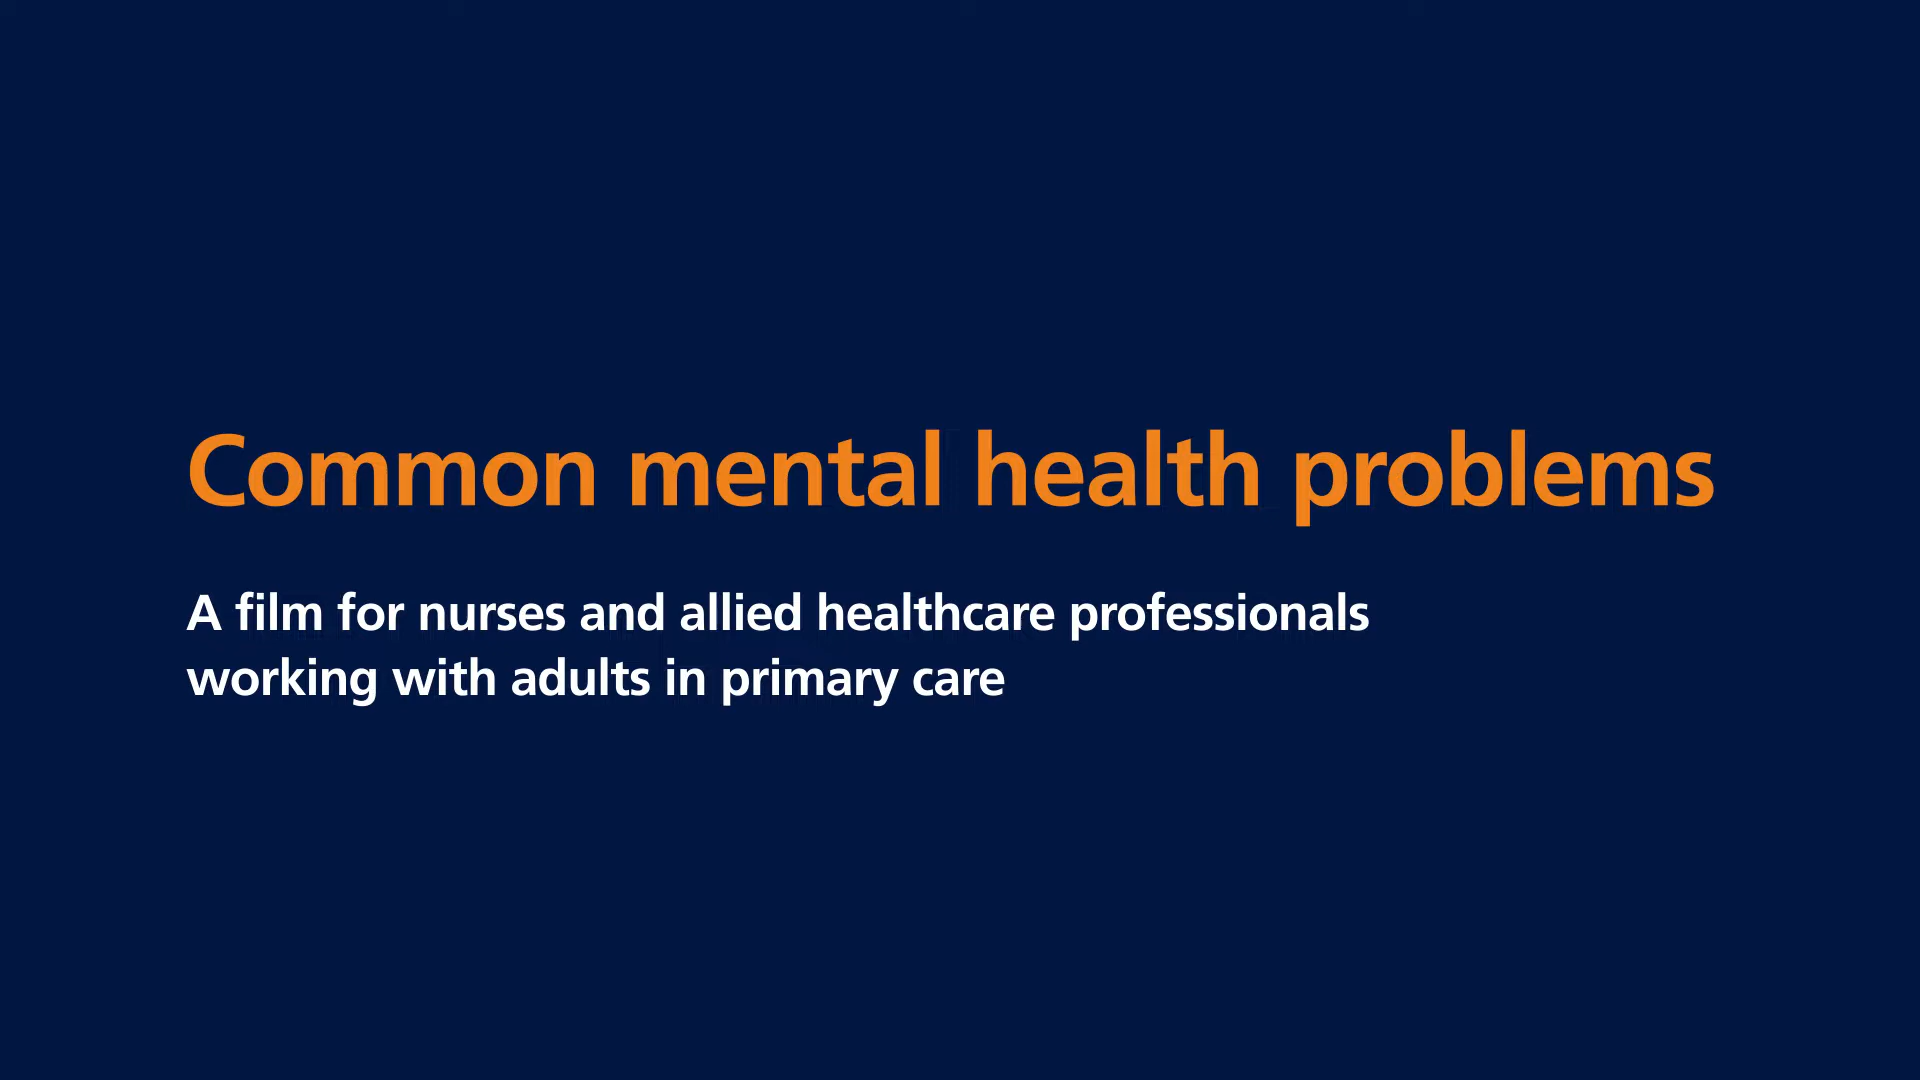 Common mental health problems
A film for nurses and allied healthcare professionals
working with adults in primary care